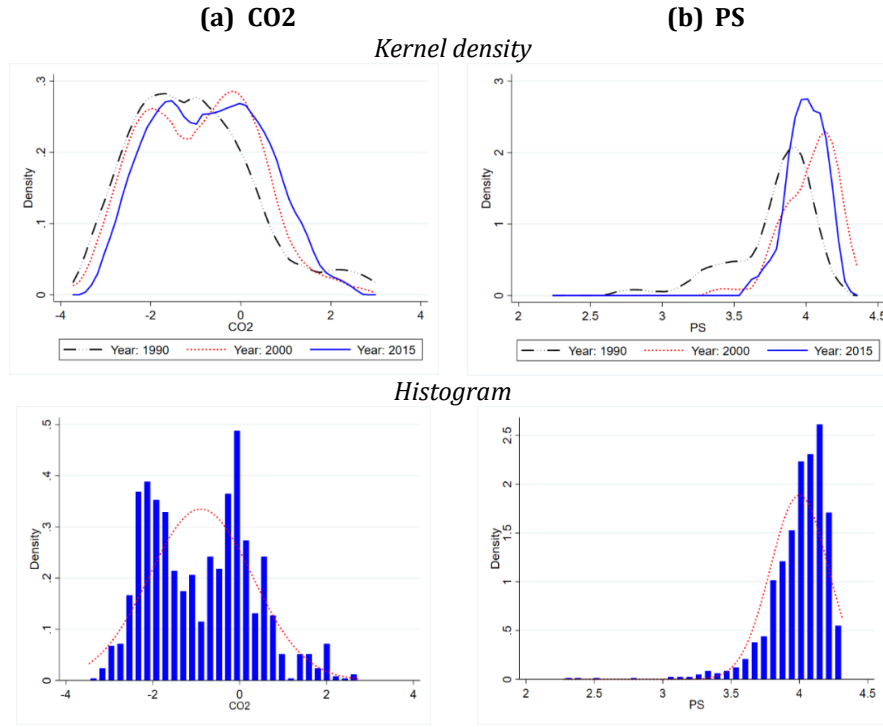 (a) CO2
(b) PS
Kernel density
.3
.2
.1
0
Density
-4
-2
0
2
4
CO2
Year: 1990
Year: 2000
Year: 2015
3
2
1
0
Density
2
2.5
3
3.5
4
4.5
PS
Year: 1990
Year: 2000
Year: 2015
Histogram
.5
.4
.3
.2
.1
0
Density
-4
-2
0
2
4
CO2
2.5
2
1.5
1
.5
0
Density
2
2.5
3
3.5
4
4.5
PS